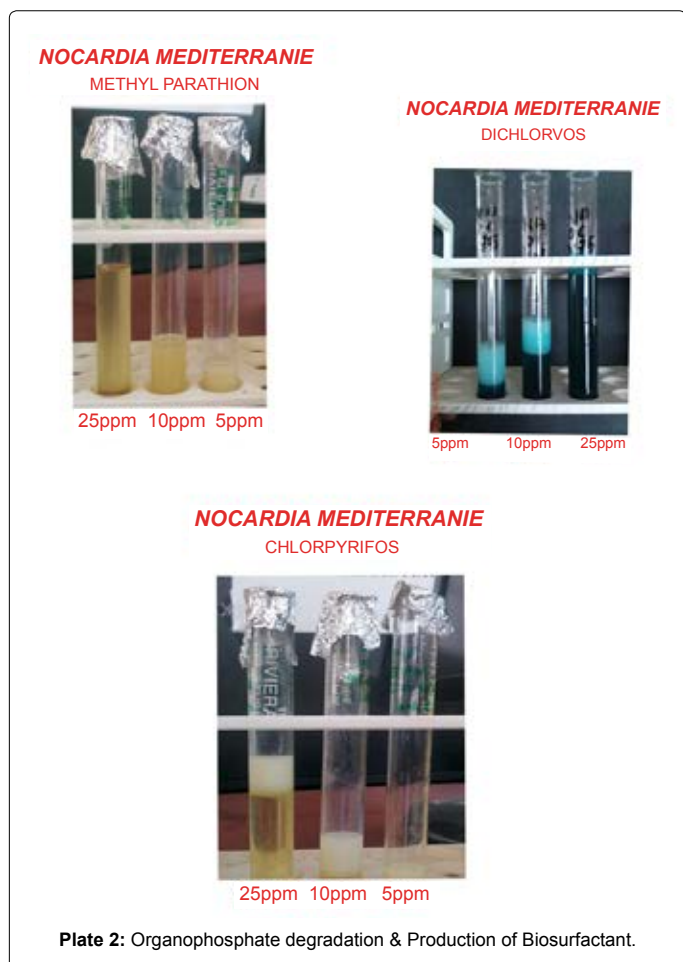 NOCARDIA MEDITERRANIE
METHYL PARATHION
25ppm 10ppm 5ppm
NOCARDIA MEDITERRANIE
DICHLORVOS
5ppm 10ppm 25ppm
NOCARDIA MEDITERRANIE
CHLORPYRIFOS
RIVIERA
25ppm 10ppm 5ppm
Plate 2: Organophosphate degradation & Production of Biosurfactant.